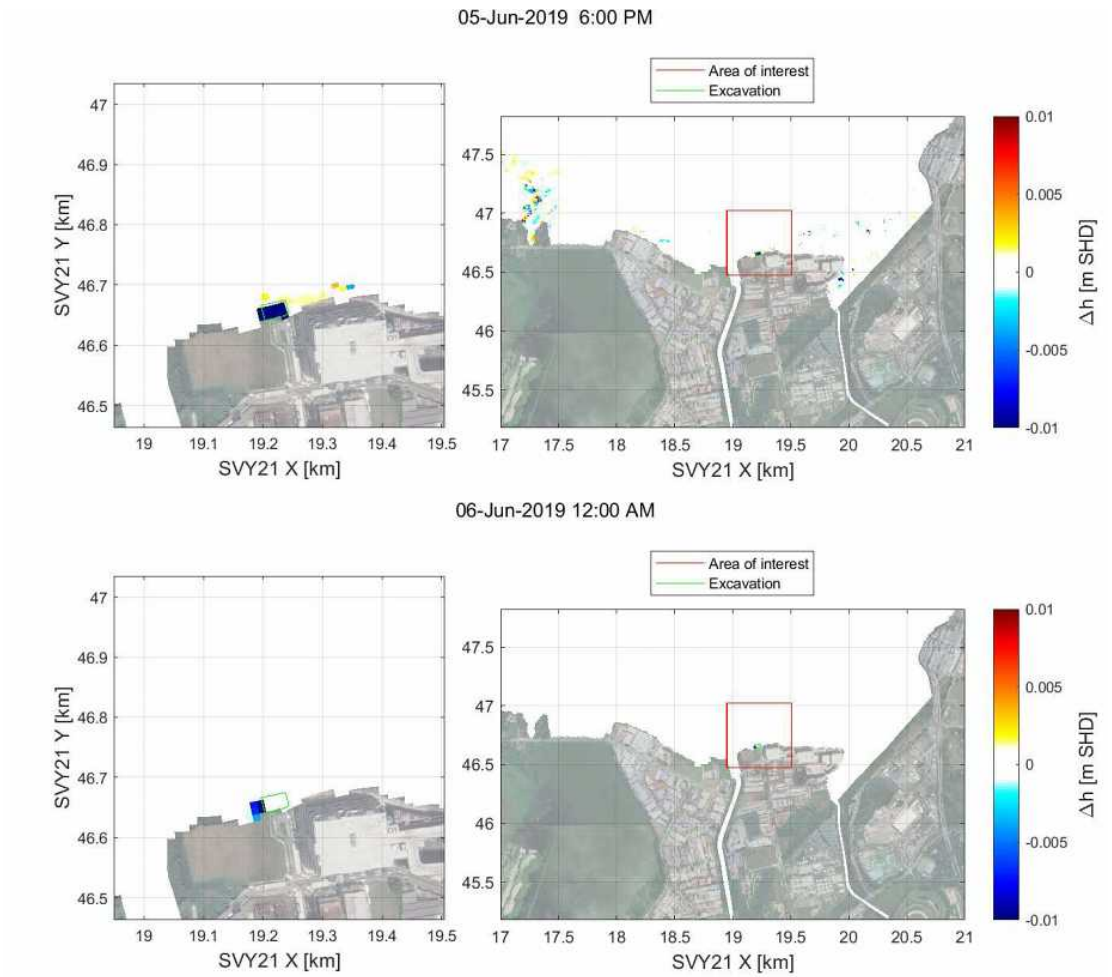 05-Jun-2019 6:00 PM
Area of interest
Excavation
47
46.9
46.8
46.7
46.6
46.5
SVY21 Y [km]
19 19.1 19.2 19.3 19.4 19.5
SVY21 X [km]
47.5
47
46.5
46
45.5
17 17.5 18 18.5 19 19.5 20 20.5 21
SVY21 X [km]
0.01
0.005
0
-0.005
-0.01
Δh [m SHD]
06-Jun-2019 12:00 AM
Area of interest
Excavation
47
46.9
46.8
46.7
46.6
46.5
SVY21 Y [km]
19 19.1 19.2 19.3 19.4 19.5
SVY21 X [km]
47.5
47
46.5
46
45.5
17 17.5 18 18.5 19 19.5 20 20.5 21
SVY21 X [km]
0.01
0.005
0
-0.005
-0.01
Δh [m SHD]